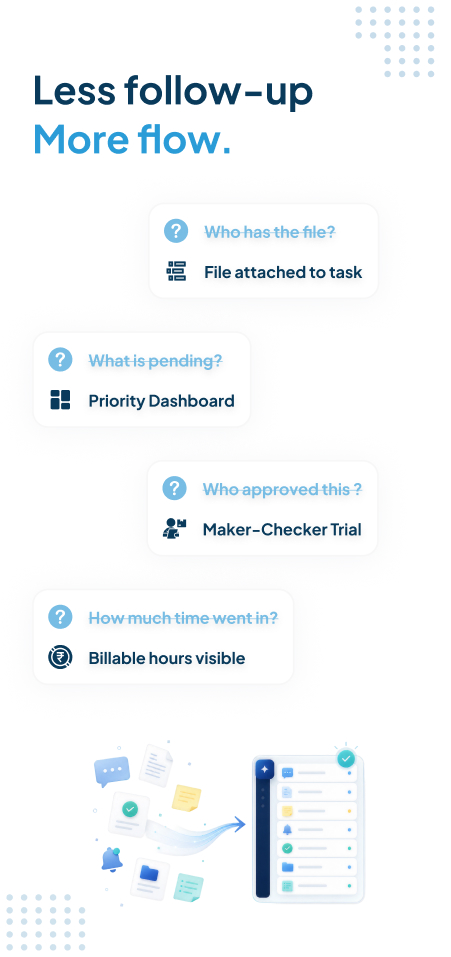 Less follow-up
More flow.
Who has the file?
File attached to task
What is pending?
Priority Dashboard
Who approved this ?
Maker-Checker Trial
How much time went in?
Billable hours visible